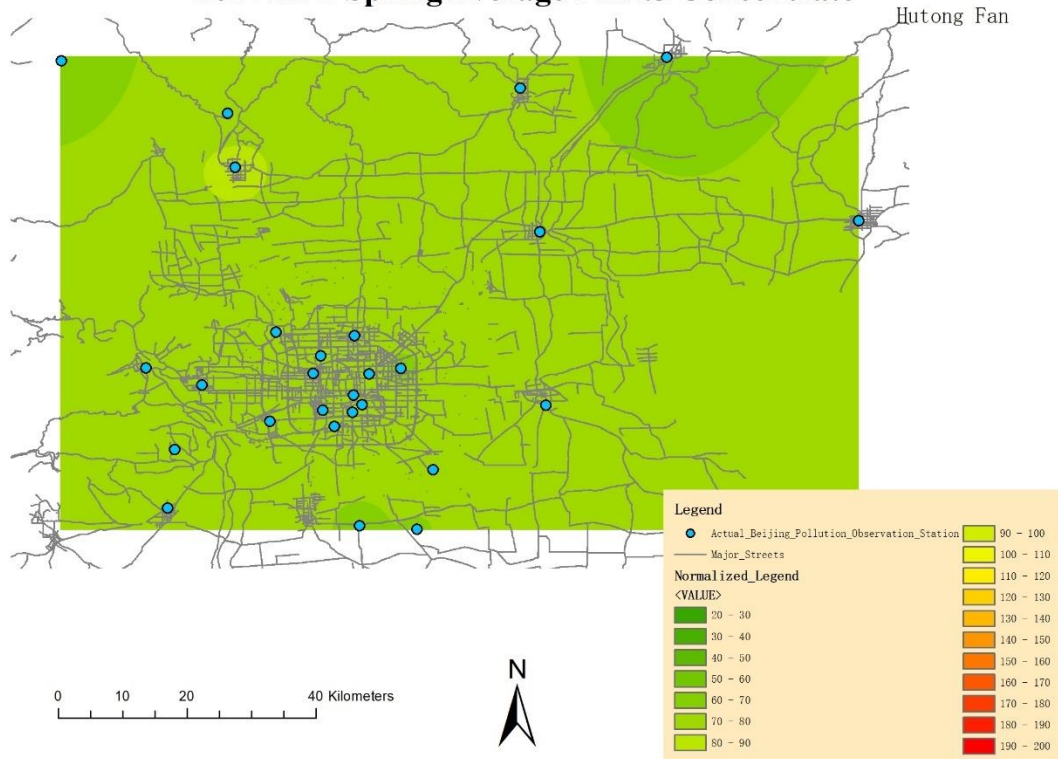 Hutong Fan
Legend
Actual_Beijing_Pollution_Observation_Station
Major_Streets
Normalized_Legend
<VALUE>
20 - 30
30 - 40
40 - 50
50 - 60
60 - 70
70 - 80
80 - 90
90 - 100
100 - 110
110 - 120
120 - 130
130 - 140
140 - 150
150 - 160
160 - 170
170 - 180
180 - 190
190 - 200
0 10 20 40 Kilometers
N